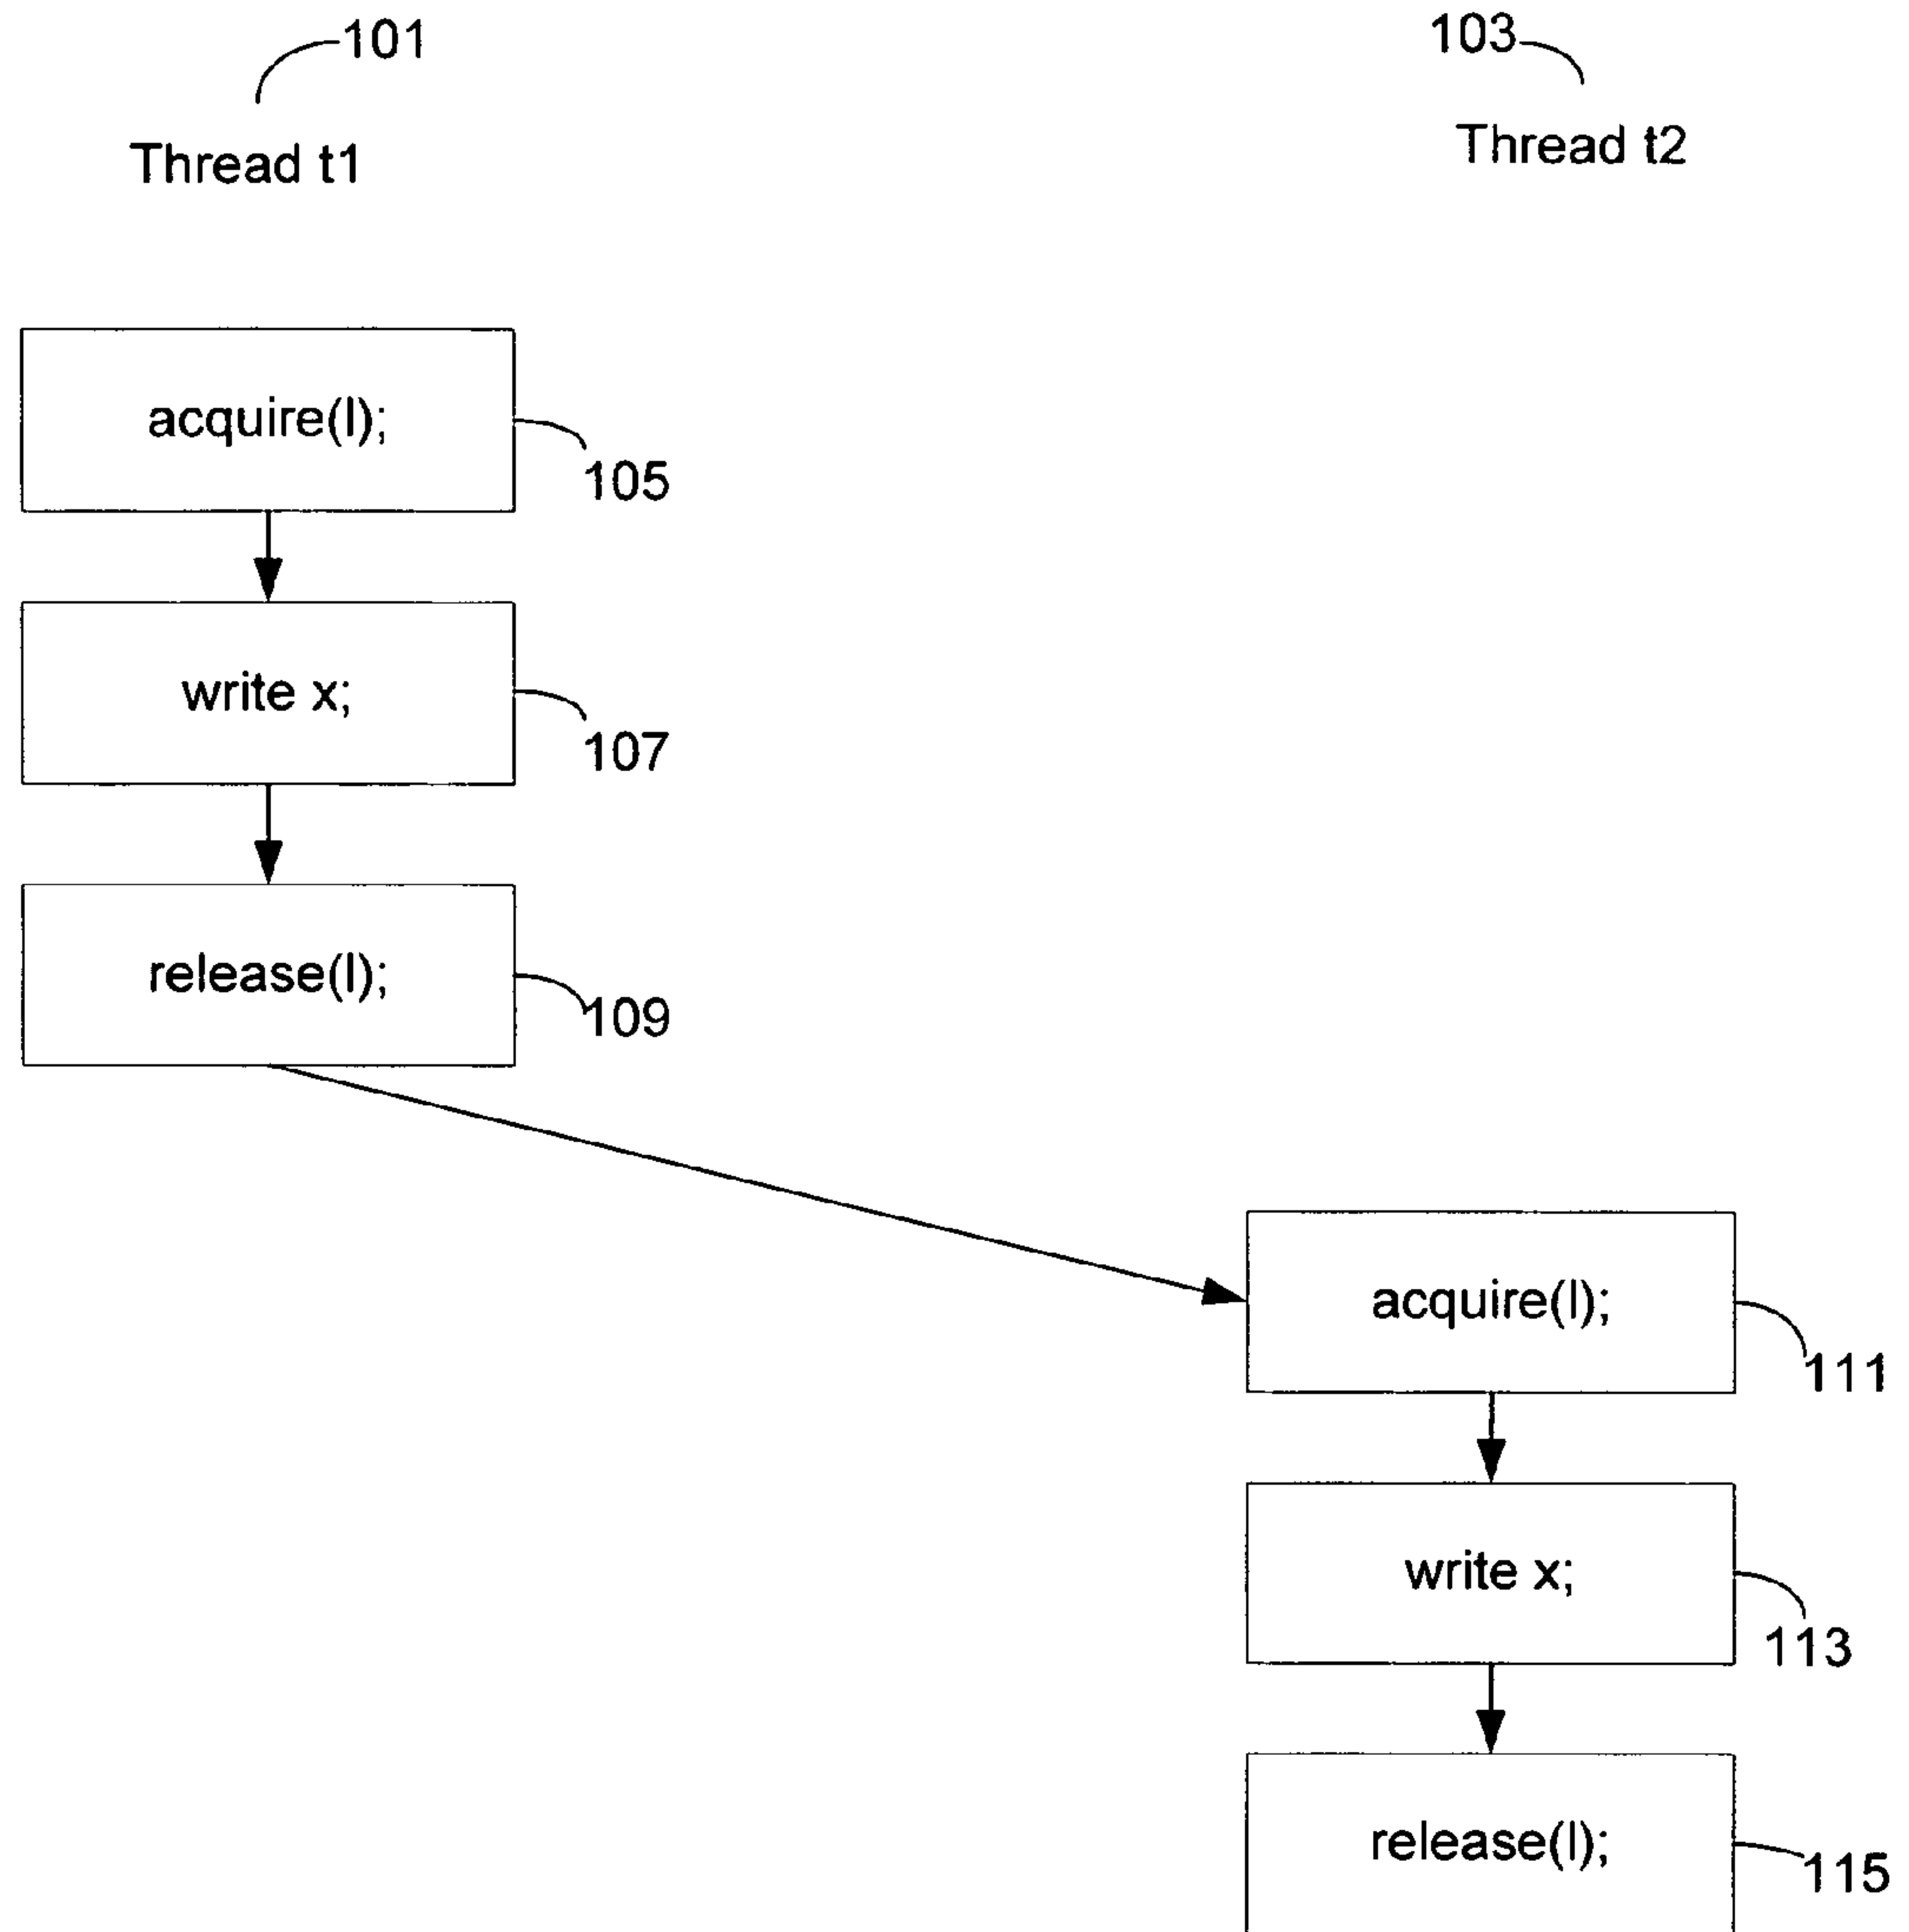 101
103
Thread t1
Thread t2
acquire(l);
105
write x;
107
release(l);
109
acquire(l);
111
write x;
113
release(l);
115